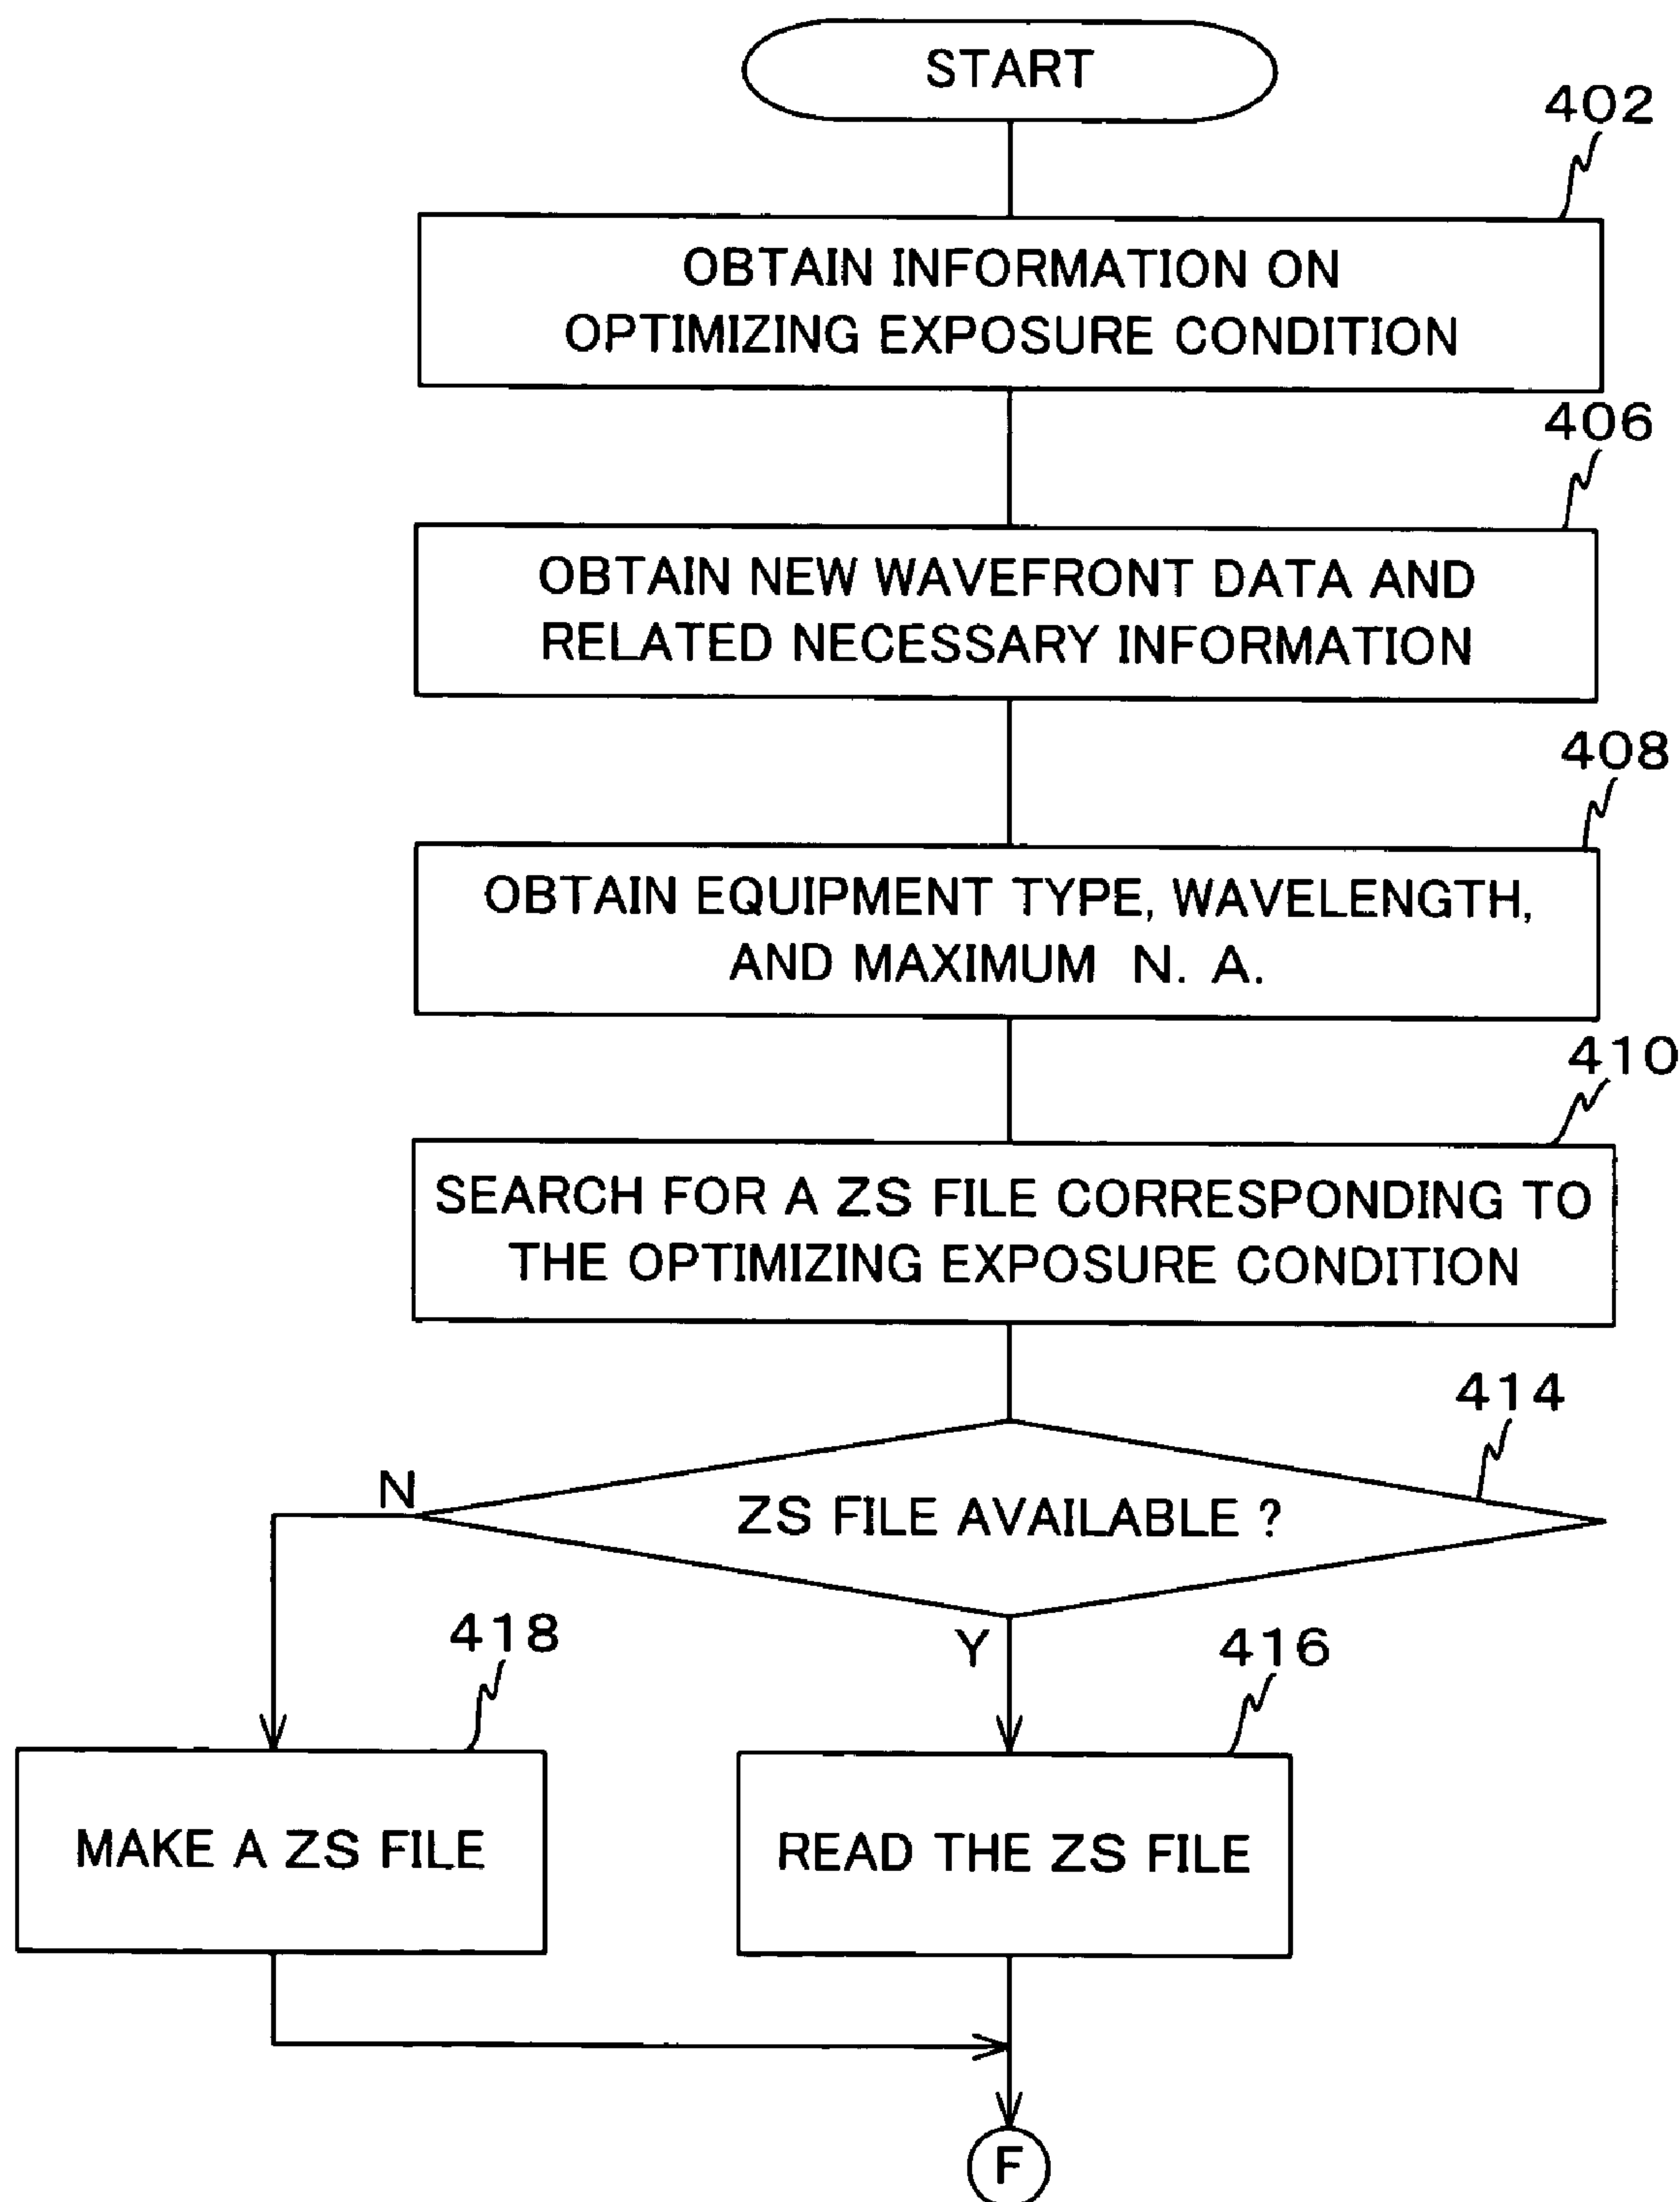 START
402
OBTAIN INFORMATION ON
OPTIMIZING EXPOSURE CONDITION
406
OBTAIN NEW WAVEFRONT DATA AND
RELATED NECESSARY INFORMATION
408
OBTAIN EQUIPMENT TYPE, WAVELENGTH,
AND MAXIMUM N. A.
410
SEARCH FOR A ZS FILE CORRESPONDING TO
THE OPTIMIZING EXPOSURE CONDITION
414
N
ZS FILE AVAILABLE ?
418
Y
416
MAKE A ZS FILE
READ THE ZS FILE
F